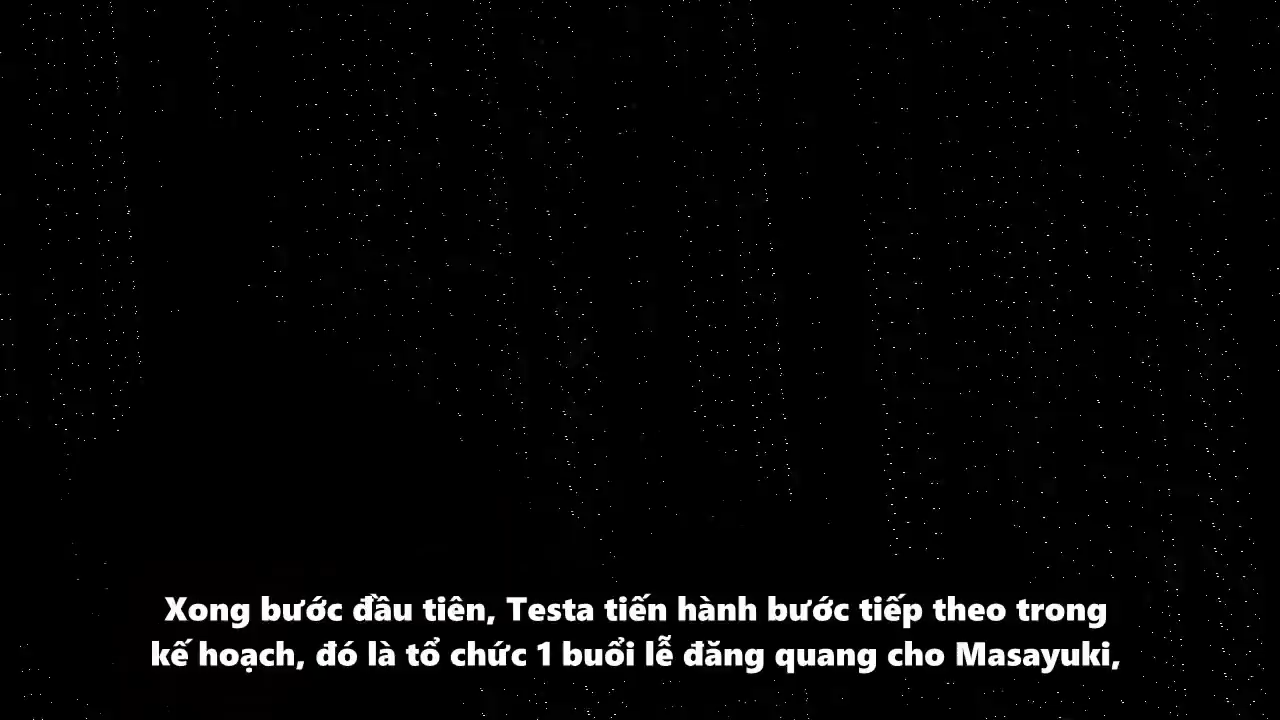 Xong bước đầu tiên, Testa tiến hành bước tiếp theo trong
kế hoạch, đó là tổ chức 1 buổi lễ đăng quang cho Masayuki,